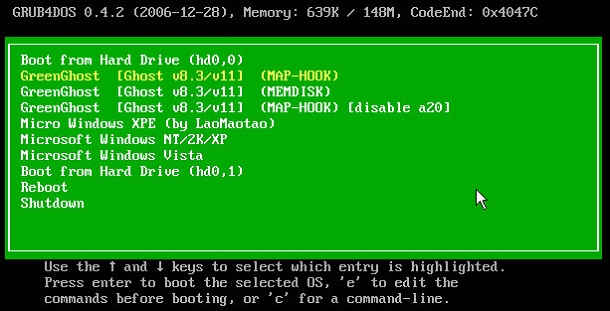 GRUB4DOS 0.4.2 (2006-12-28), Memory: 639K / 148M, CodeEnd: 0x4047C
Boot from Hard Drive (hd0,0)
GreenGhost [Ghost v8.3/v11] (MAP-HOOK)
GreenGhost [Ghost v8.3/v11] (MEMDISK)
GreenGhost [Ghost v8.3/v11] (MAP-HOOK) [disable a20]
Micro Windows XPE (by LaoMaotao)
Microsoft Windows NT/2K/XP
Microsoft Windows Vista
Boot from Hard Drive (hd0,1)
Reboot
Shutdown
Use the ↑ and ↓ keys to select which entry is highlighted.
Press enter to boot the selected OS, 'e' to edit the
commands before booting, or 'c' for a command-line.